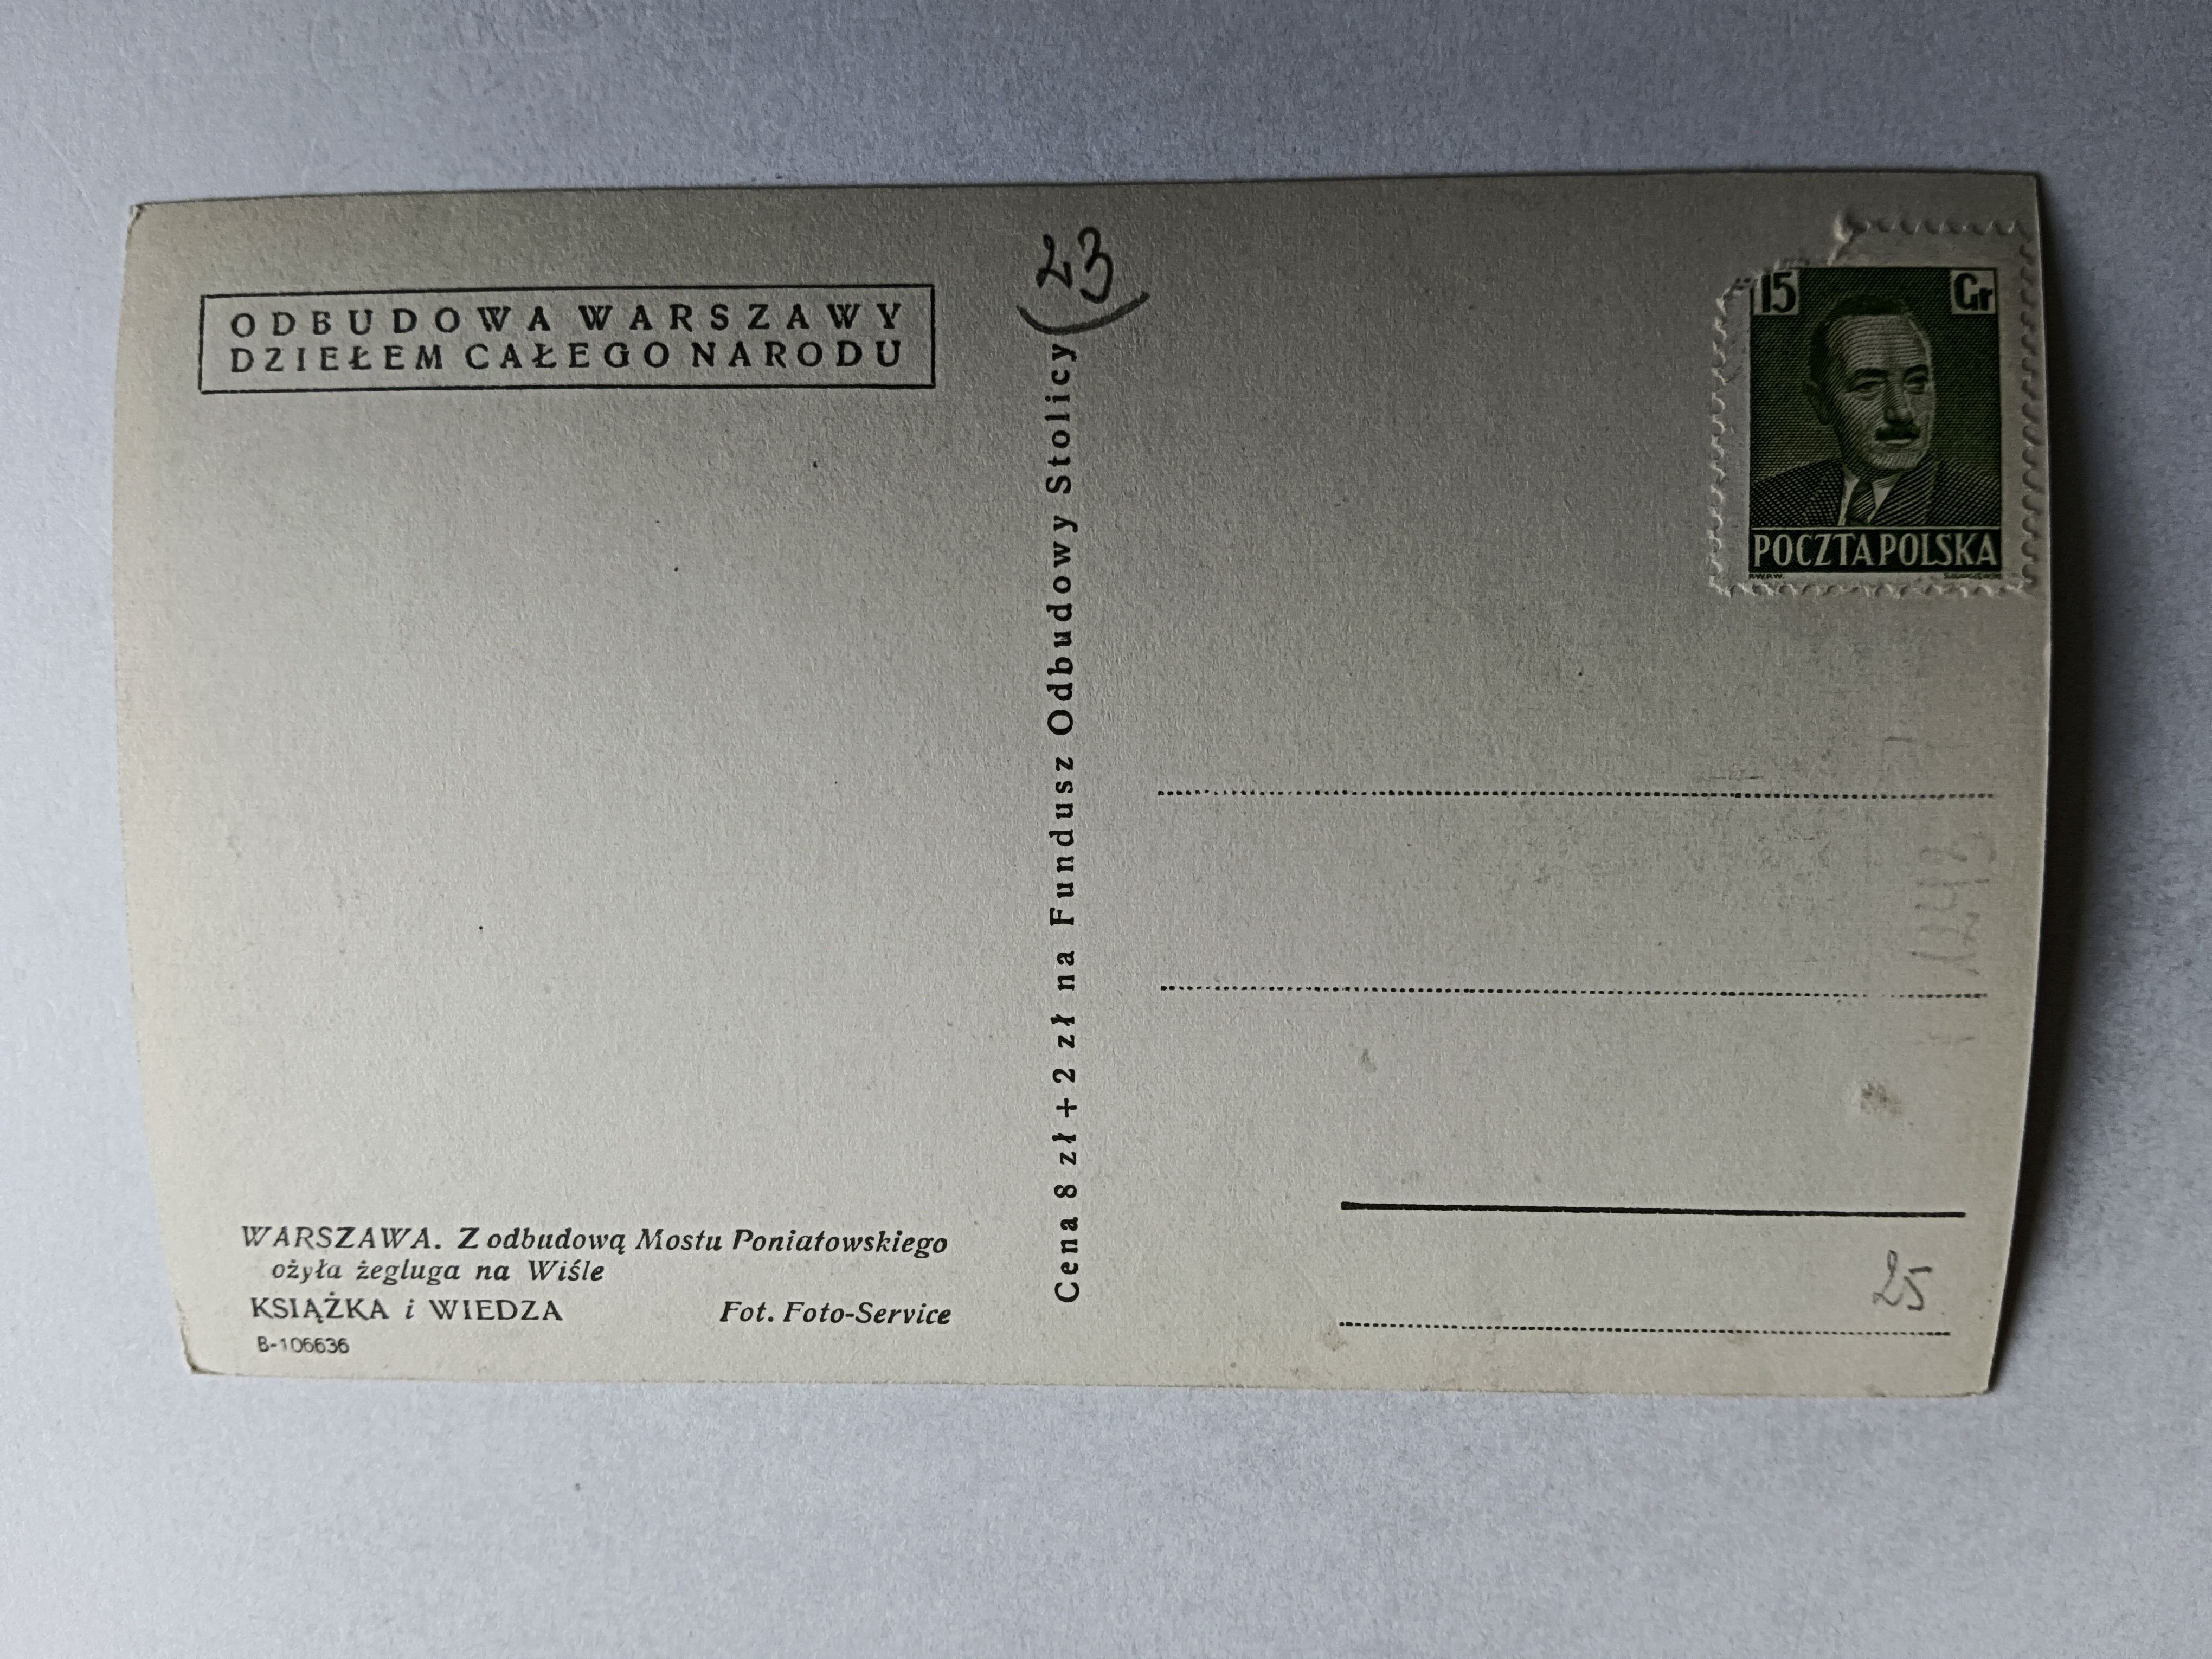 ODBUDOWA WARSZAWY
DZIEŁEM CAŁEGO NARODU
23
Cena 8 zł + 2 zł na Fundusz Odbudowy Stolicy
15 Gr
POCZTA POLSKA
WARSZAWA. Z odbudową Mostu Poniatowskiego
ożyła żegluga na Wiśle
KSIĄŻKA i WIEDZA Fot. Foto-Service
B-106636
25